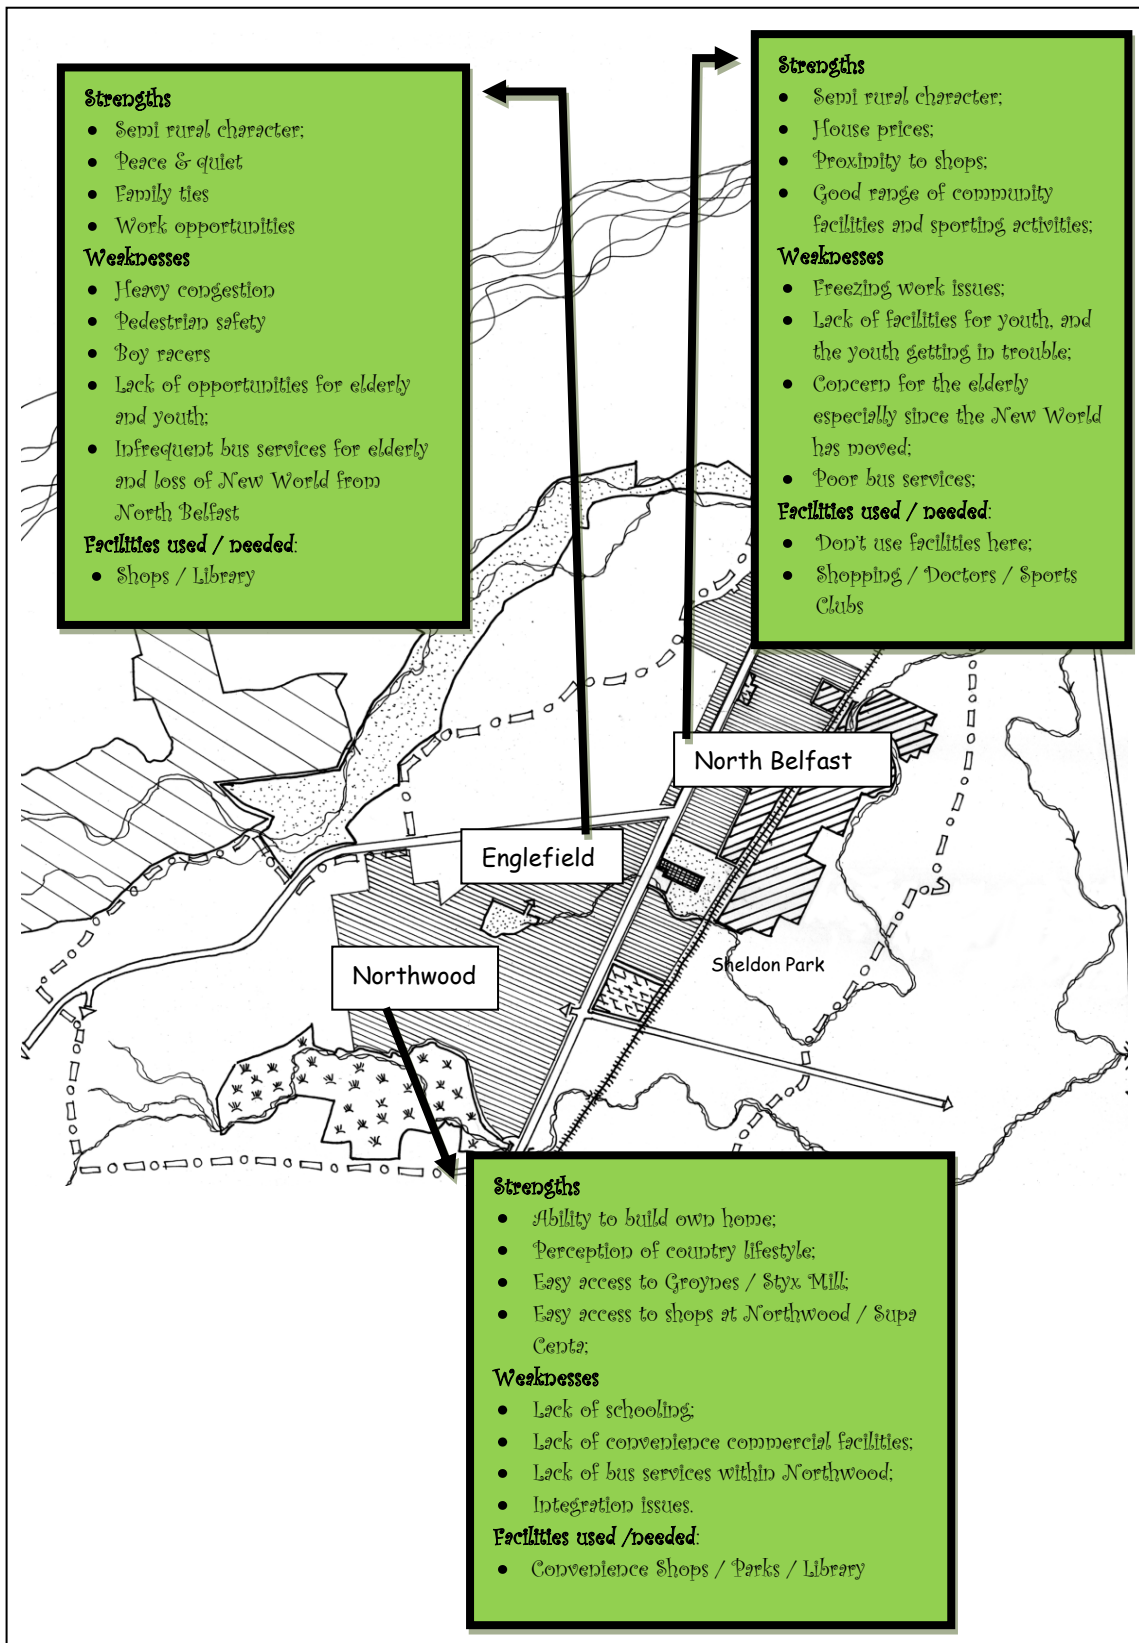 Strengths
• Semi rural character;
• Peace & quiet
• Family ties
• Work opportunities
Weaknesses
• Heavy congestion
• Pedestrian safety
• Boy racers
• Lack of opportunities for elderly
and youth;
• Infrequent bus services for elderly
and loss of New World from
North Belfast
Facilities used / needed:
• Shops / Library
Strengths
• Semi rural character;
• House prices;
• Proximity to shops;
• Good range of community
facilities and sporting activities;
Weaknesses
• Freezing work issues;
• Lack of facilities for youth, and
the youth getting in trouble;
• Concern for the elderly
especially since the New World
has moved;
• Poor bus services;
Facilities used / needed:
• Don't use facilities here;
• Shopping / Doctors / Sports
Clubs
North Belfast
Englefield
Northwood
Sheldon Park
Strengths
• Ability to build own home;
• Perception of country lifestyle;
• Easy access to Groynes / Styx Mill;
• Easy access to shops at Northwood / Supa
Centa;
Weaknesses
• Lack of schooling;
• Lack of convenience commercial facilities;
• Lack of bus services within Northwood;
• Integration issues.
Facilities used /needed:
• Convenience Shops / Parks / Library